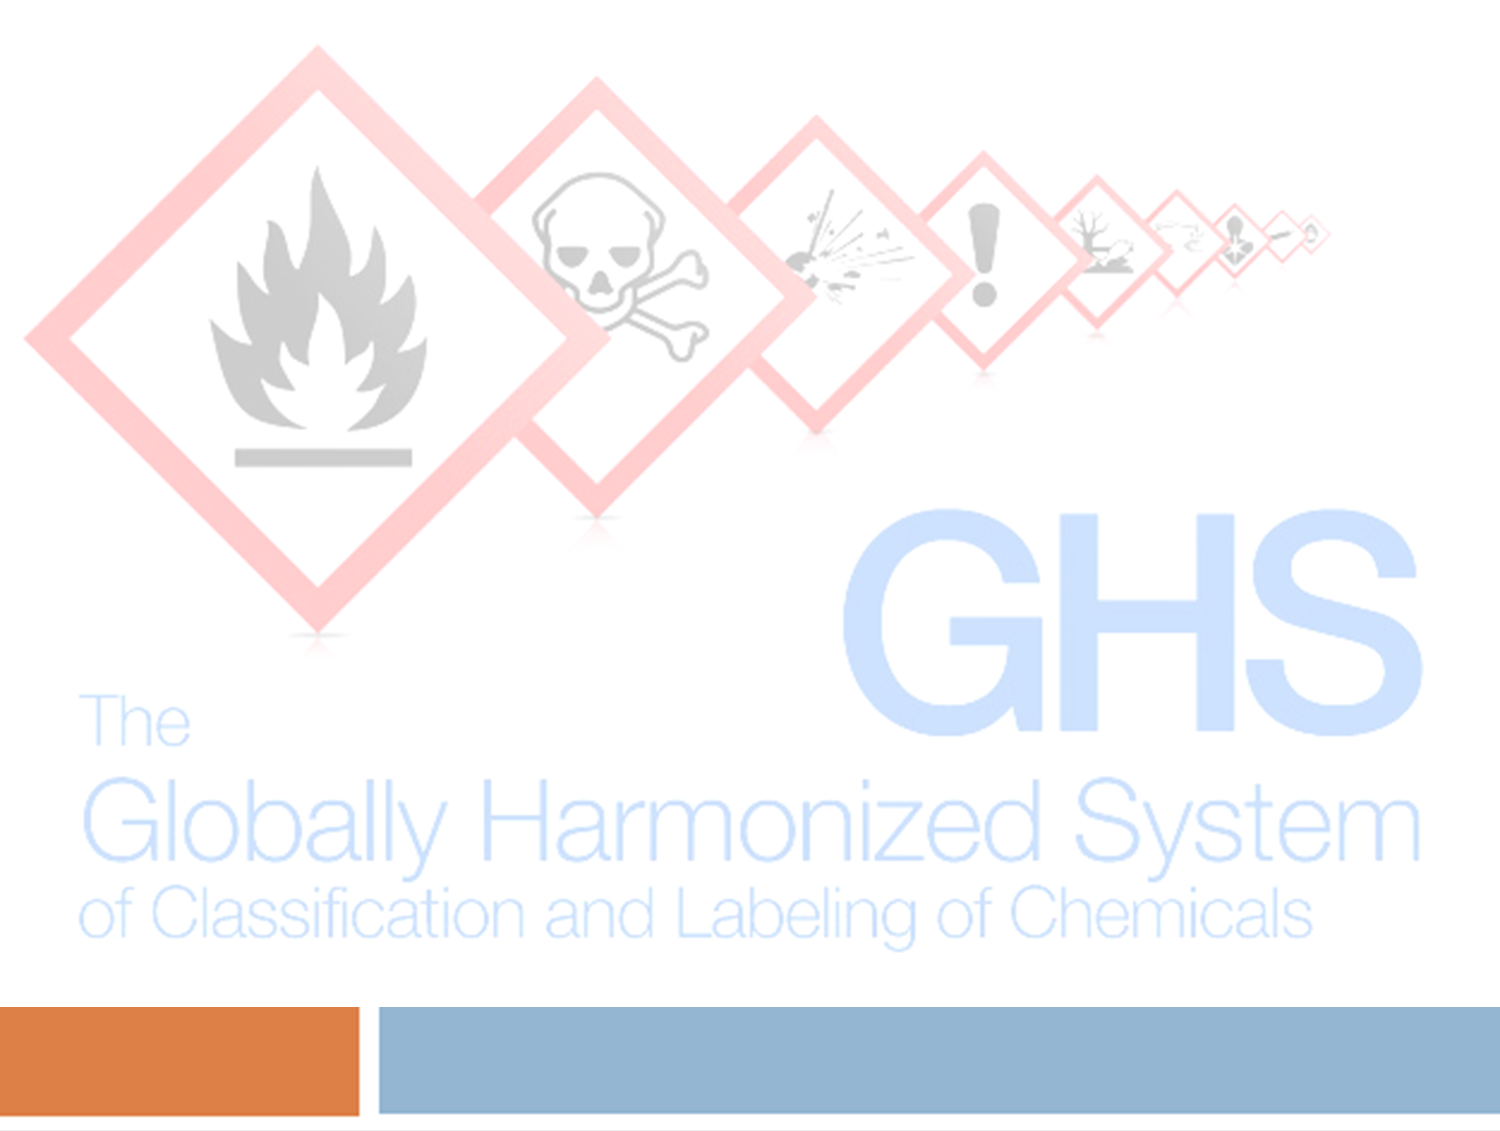 GHS
The
Globally Harmonized System
of Classification and Labeling of Chemicals